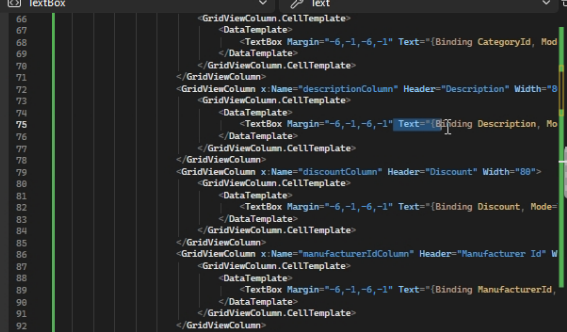 TextBox Text
66 <GridViewColumn.CellTemplate>
67 <DataTemplate>
68 <TextBox Margin="-6,-1,-6,-1" Text="{Binding CategoryId, Mod
69 </DataTemplate>
70 </GridViewColumn.CellTemplate>
71 </GridViewColumn>
72 <GridViewColumn x:Name="descriptionColumn" Header="Description" Width="8
73 <GridViewColumn.CellTemplate>
74 <DataTemplate>
75 <TextBox Margin="-6,-1,-6,-1" Text="{Binding Description, Mo
76 </DataTemplate>
77 </GridViewColumn.CellTemplate>
78 </GridViewColumn>
79 <GridViewColumn x:Name="discountColumn" Header="Discount" Width="80">
80 <GridViewColumn.CellTemplate>
81 <DataTemplate>
82 <TextBox Margin="-6,-1,-6,-1" Text="{Binding Discount, Mode=
83 </DataTemplate>
84 </GridViewColumn.CellTemplate>
85 </GridViewColumn>
86 <GridViewColumn x:Name="manufacturerIdColumn" Header="Manufacturer Id" W
87 <GridViewColumn.CellTemplate>
88 <DataTemplate>
89 <TextBox Margin="-6,-1,-6,-1" Text="{Binding ManufacturerId,
90 </DataTemplate>
91 </GridViewColumn.CellTemplate>
92 </GridViewColumn>